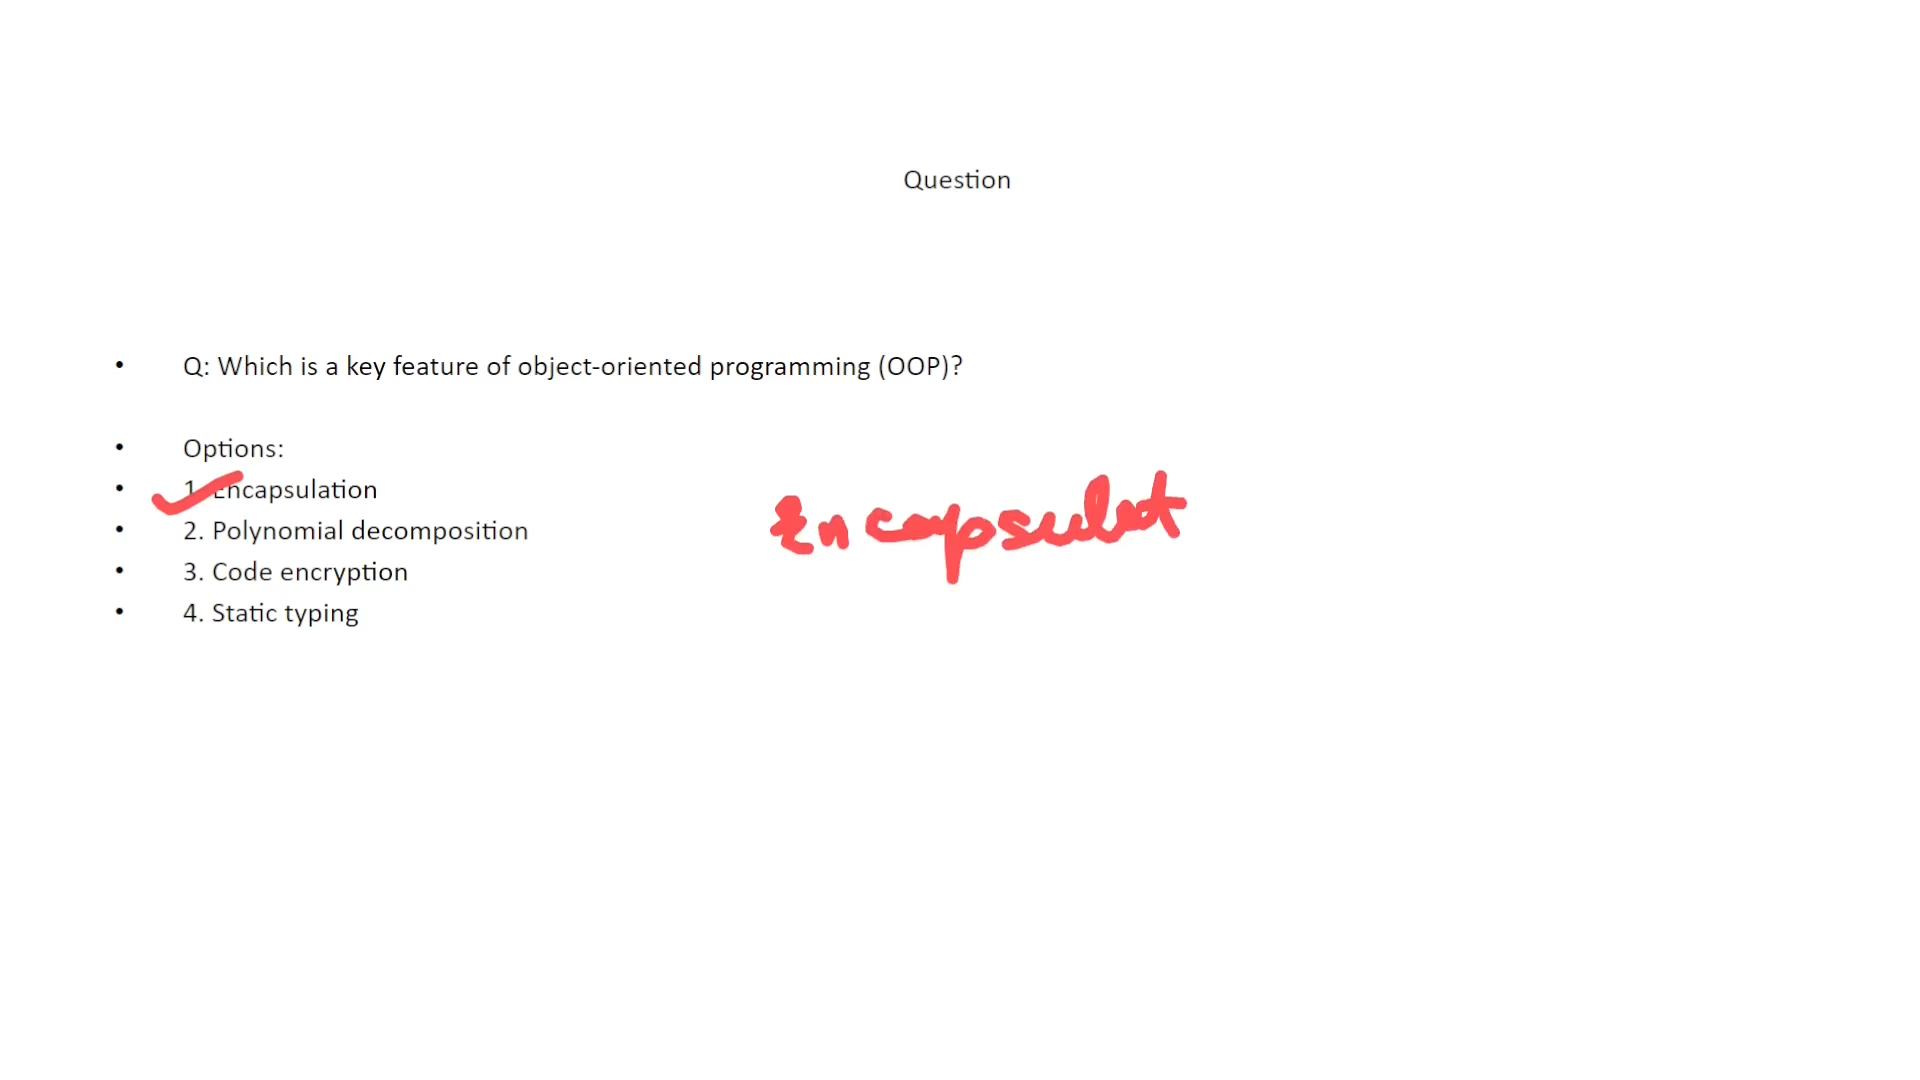 Question
• Q: Which is a key feature of object-oriented programming (OOP)?
• Options:
• 1. Encapsulation
• 2. Polynomial decomposition
• 3. Code encryption
• 4. Static typing
Encapsulat